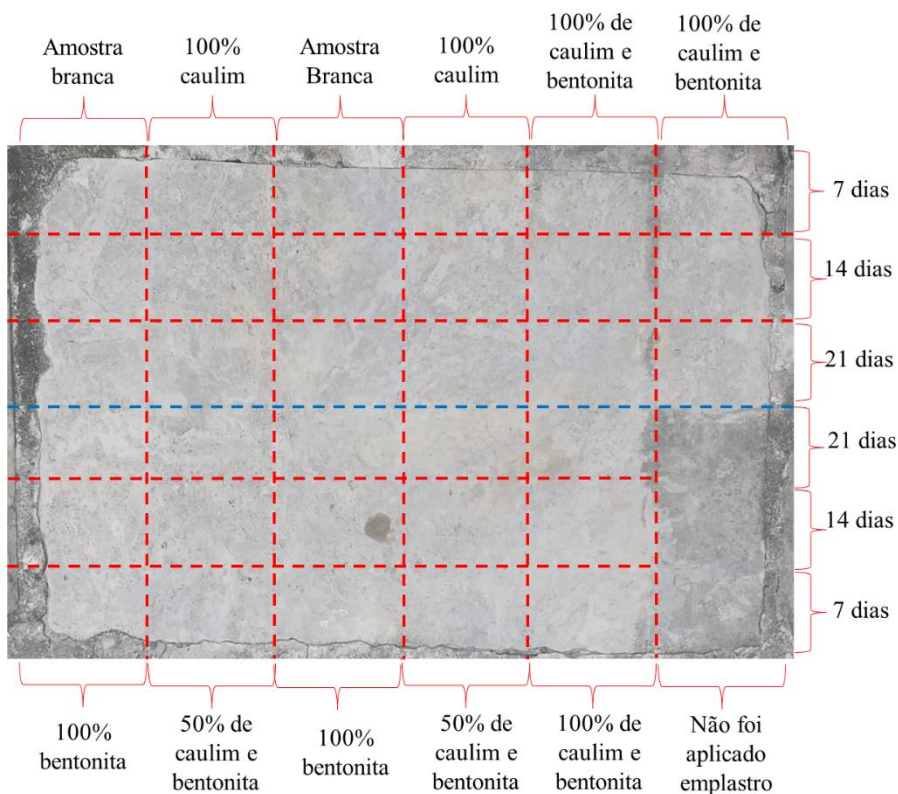 Amostra
branca
100%
caulim
Amostra
Branca
100%
caulim
100% de
caulim e
bentonita
100% de
caulim e
bentonita
7 dias
14 dias
21 dias
21 dias
14 dias
7 dias
100%
bentonita
50% de
caulim e
bentonita
100%
bentonita
50% de
caulim e
bentonita
100% de
caulim e
bentonita
Não foi
aplicado
emplastro